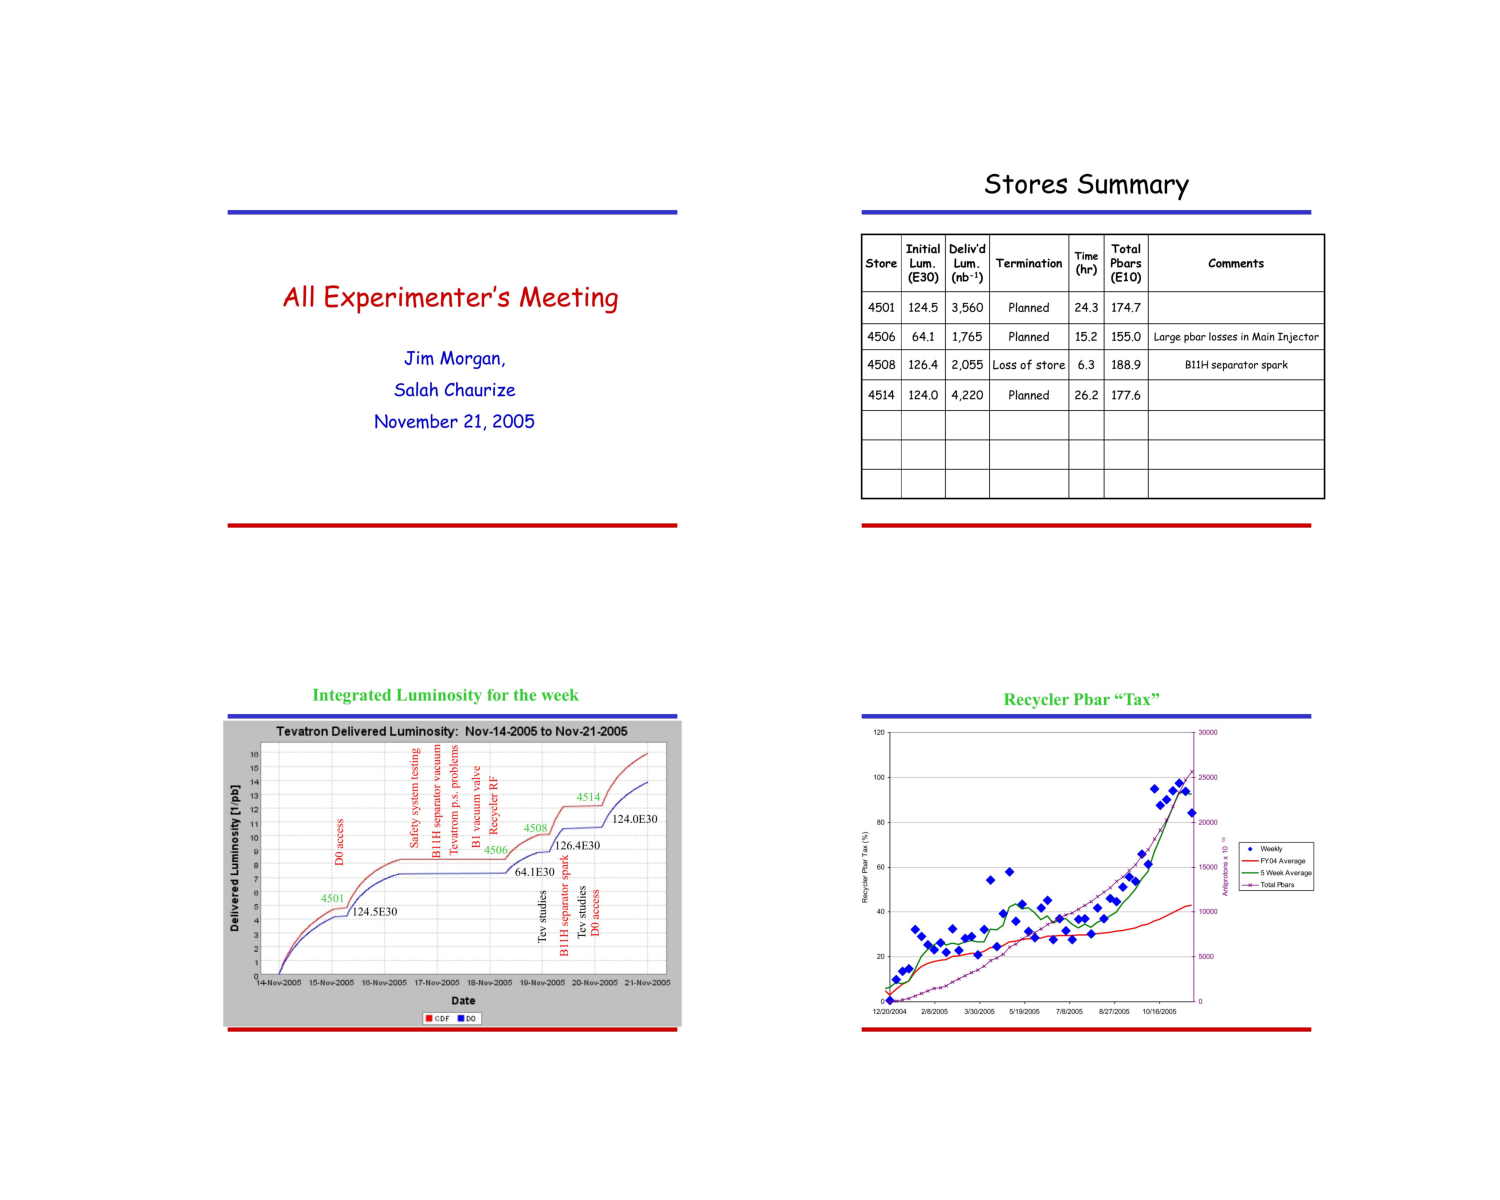 All Experimenter's Meeting
Jim Morgan,
Salah Chaurize
November 21, 2005
Stores Summary
Store Initial Lum. (E30) Deliv'd Lum. (nb-1) Termination Time (hr) Total Pbars (E10) Comments
4501 124.5 3,560 Planned 24.3 174.7
4506 64.1 1,765 Planned 15.2 155.0 Large pbar losses in Main Injector
4508 126.4 2,055 Loss of store 6.3 188.9 B11H separator spark
4514 124.0 4,220 Planned 26.2 177.6
Integrated Luminosity for the week
Tevatron Delivered Luminosity: Nov-14-2005 to Nov-21-2005
Delivered Luminosity [1/pb]
16
15
14
13
12
11
10
9
8
7
6
5
4
3
2
1
0
D0 access
Safety system testing
B11H separator vacuum
Tevatrom p.s. problems
B1 vacuum valve
Recycler RF
4501
124.5E30
4506
64.1E30
4508
126.4E30
4514
124.0E30
Tev studies
B11H separator spark
Tev studies
D0 access
14-Nov-2005 15-Nov-2005 16-Nov-2005 17-Nov-2005 18-Nov-2005 19-Nov-2005 20-Nov-2005 21-Nov-2005
Date
CDF D0
Recycler Pbar “Tax”
Recycler Pbar Tax (%)
120
100
80
60
40
20
0
30000
25000
20000
15000
10000
5000
0
Antiprotons x 10 10
12/20/2004 2/8/2005 3/30/2005 5/19/2005 7/8/2005 8/27/2005 10/16/2005
Weekly
FY04 Average
5 Week Average
Total Pbars